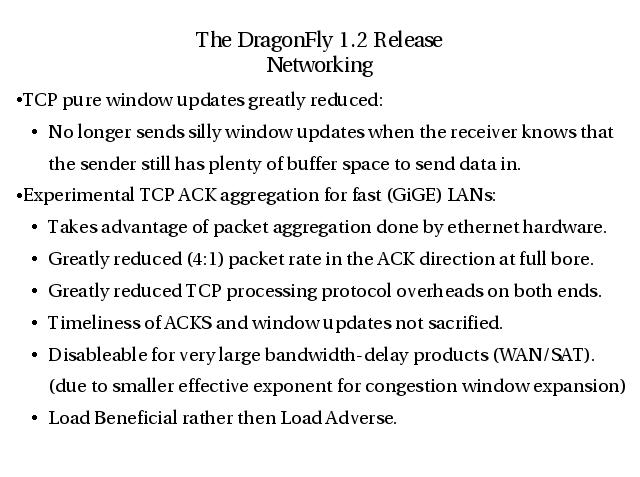 The DragonFly 1.2 Release
Networking
•TCP pure window updates greatly reduced:
• No longer sends silly window updates when the receiver knows that
the sender still has plenty of buffer space to send data in.
•Experimental TCP ACK aggregation for fast (GiGE) LANs:
• Takes advantage of packet aggregation done by ethernet hardware.
• Greatly reduced (4:1) packet rate in the ACK direction at full bore.
• Greatly reduced TCP processing protocol overheads on both ends.
• Timeliness of ACKS and window updates not sacrified.
• Disableable for very large bandwidth-delay products (WAN/SAT).
(due to smaller effective exponent for congestion window expansion)
• Load Beneficial rather then Load Adverse.